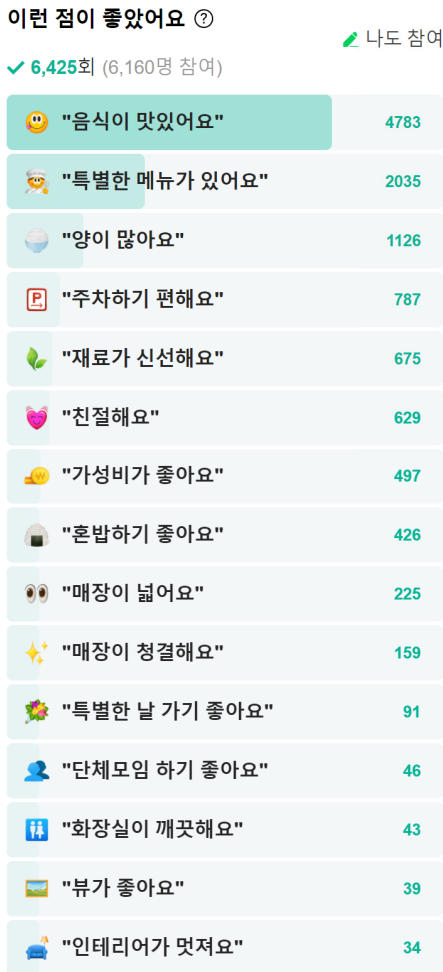 이런 점이 좋았어요 ?
나도 참여
6,425회 (6,160명 참여)
"음식이 맛있어요" 4783
"특별한 메뉴가 있어요" 2035
"양이 많아요" 1126
P "주차하기 편해요" 787
"재료가 신선해요" 675
"친절해요" 629
"가성비가 좋아요" 497
"혼밥하기 좋아요" 426
"매장이 넓어요" 225
"매장이 청결해요" 159
"특별한 날 가기 좋아요" 91
"단체모임 하기 좋아요" 46
"화장실이 깨끗해요" 43
"뷰가 좋아요" 39
"인테리어가 멋져요" 34